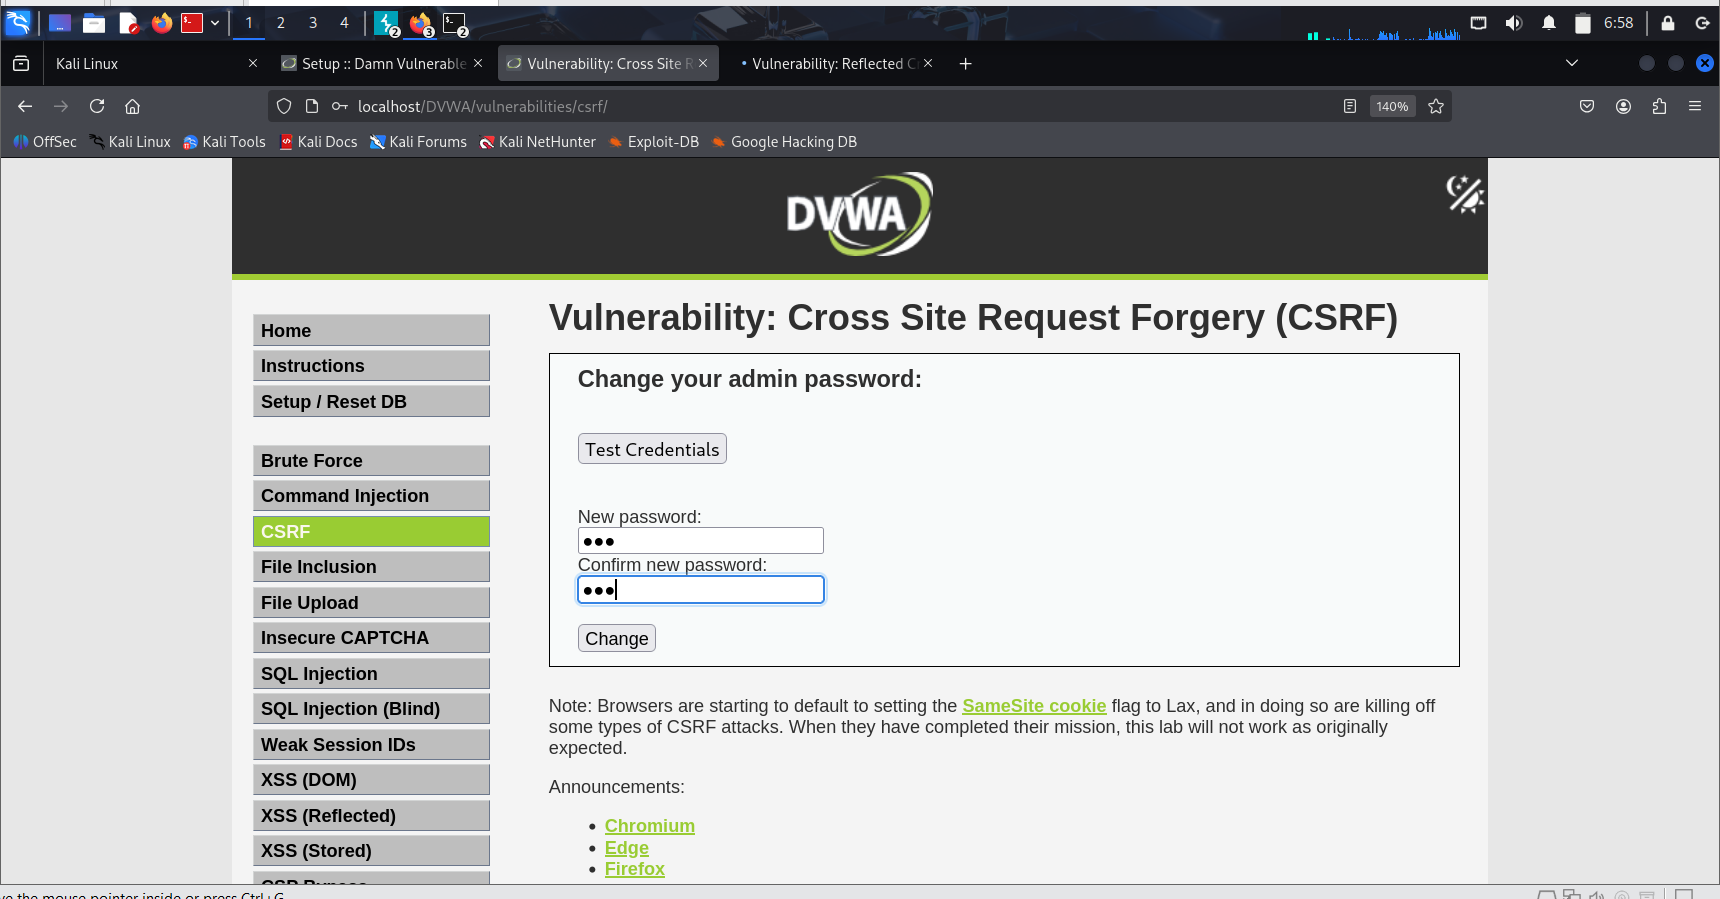 1 2 3 4 2 3 2 6:58
Kali Linux Setup :: Damn Vulnerable Vulnerability: Cross Site R Vulnerability: Reflected C
localhost/DVWA/vulnerabilities/csrf/ 140%
OffSec Kali Linux Kali Tools Kali Docs Kali Forums Kali NetHunter Exploit-DB Google Hacking DB
DVWA
Vulnerability: Cross Site Request Forgery (CSRF)
Home
Instructions
Setup / Reset DB
Brute Force
Command Injection
CSRF
File Inclusion
File Upload
Insecure CAPTCHA
SQL Injection
SQL Injection (Blind)
Weak Session IDs
XSS (DOM)
XSS (Reflected)
XSS (Stored)
CSP Bypass
Change your admin password:
Test Credentials
New password:
●●●
Confirm new password:
●●●
Change
Note: Browsers are starting to default to setting the SameSite cookie flag to Lax, and in doing so are killing off
some types of CSRF attacks. When they have completed their mission, this lab will not work as originally
expected.
Announcements:
Chromium
Edge
Firefox
ve the mouse pointer inside or press Ctrl+G